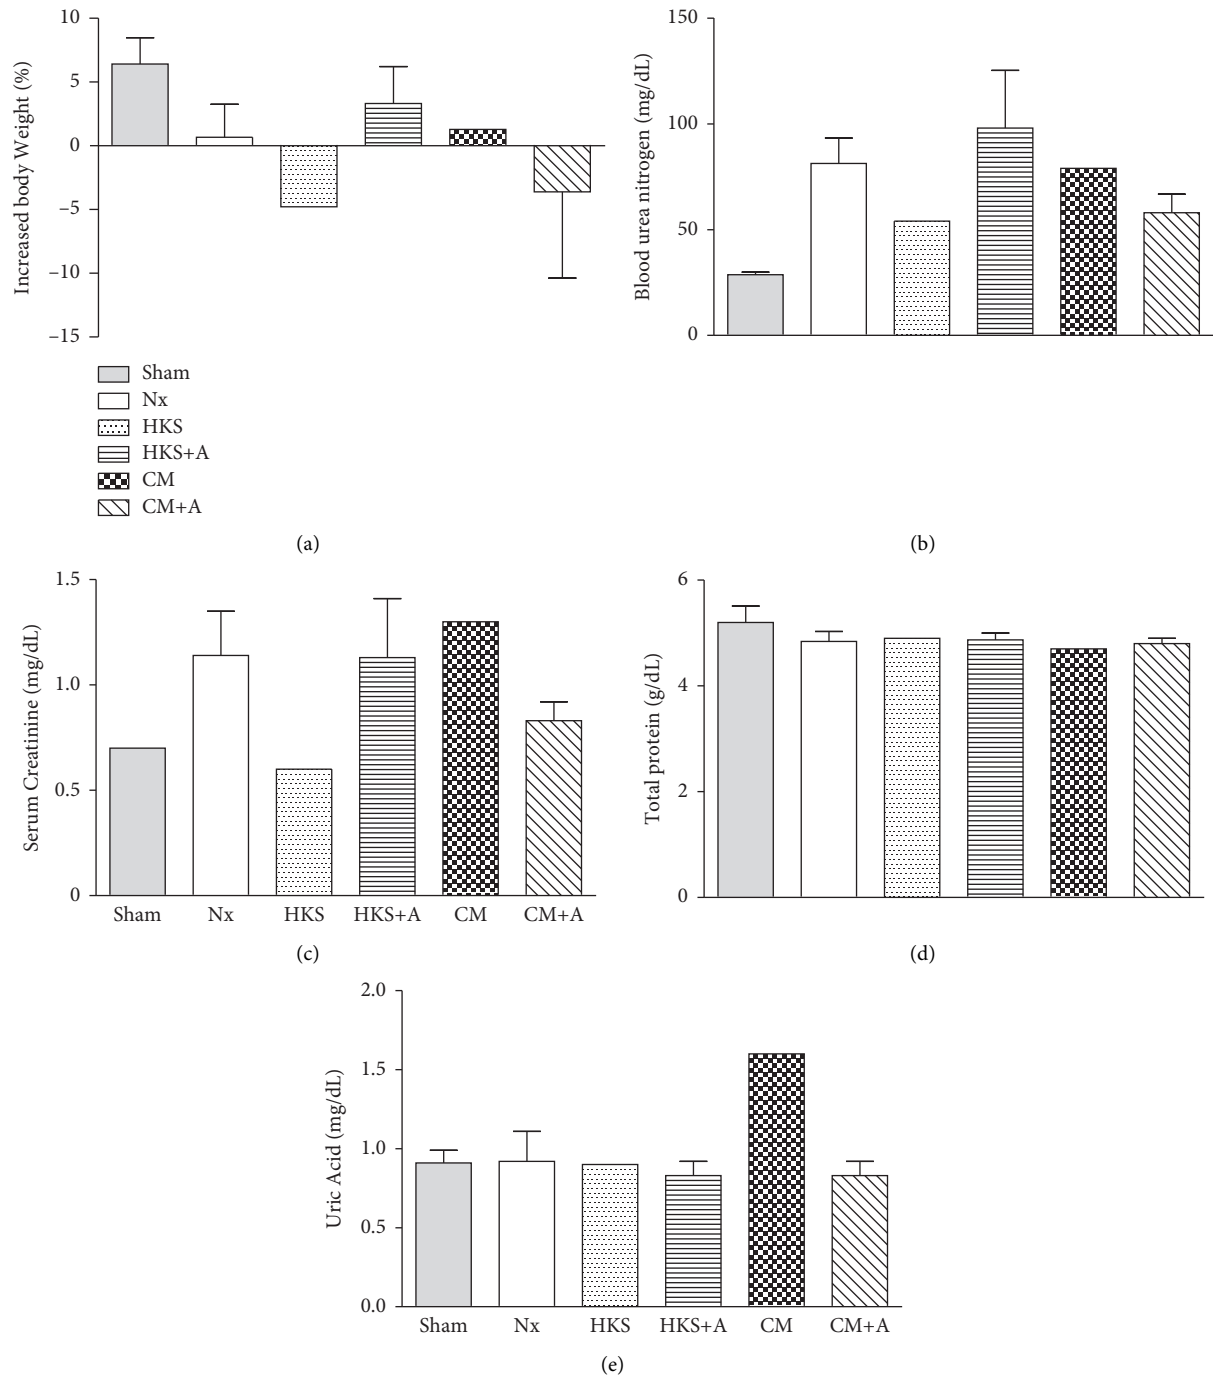 Increased body Weight (%)
10
5
0
−5
−10
−15
Sham
Nx
HKS
HKS+A
CM
CM+A
(a)
Blood urea nitrogen (mg/dL)
150
100
50
0
(b)
Serum Creatinine (mg/dL)
1.5
1.0
0.5
0
Sham Nx HKS HKS+A CM CM+A
(c)
Total protein (g/dL)
6
4
2
0
(d)
Uric Acid (mg/dL)
2.0
1.5
1.0
0.5
0.0
Sham Nx HKS HKS+A CM CM+A
(e)